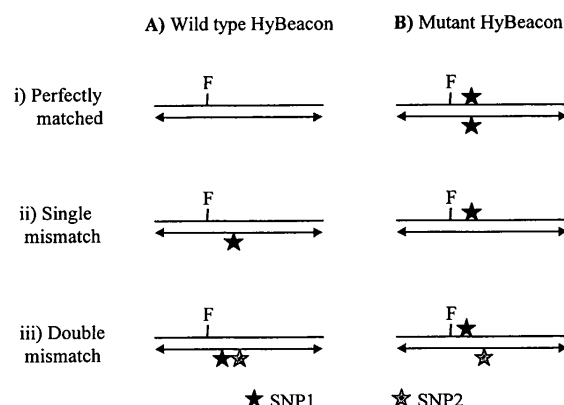 A) Wild type HyBeacon B) Mutant HyBeacon
i) Perfectly
matched
F F
ii) Single
mismatch
F F
iii) Double
mismatch
F F
SNP1 SNP2